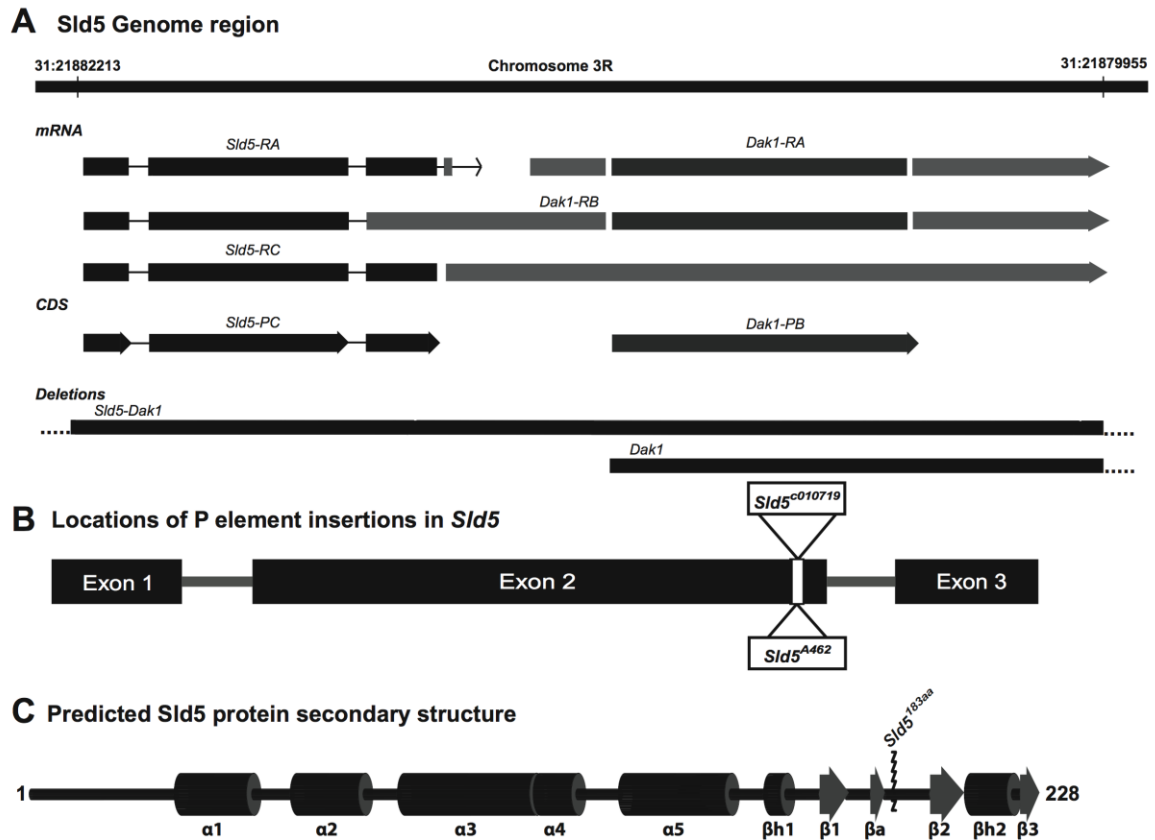 A Sld5 Genome region
31:21882213 Chromosome 3R 31:21879955
mRNA
Sld5-RA Dak1-RA
Dak1-RB
Sld5-RC
CDS
Sld5-PC Dak1-PB
Deletions
Sld5-Dak1
Dak1
Sld5c010719
B Locations of P element insertions in Sld5
Exon 1 Exon 2 Exon 3
Sld5A462
C Predicted Sld5 protein secondary structure
Sld5183aa
1 228
α1 α2 α3 α4 α5 βh1 β1 βa β2 βh2 β3